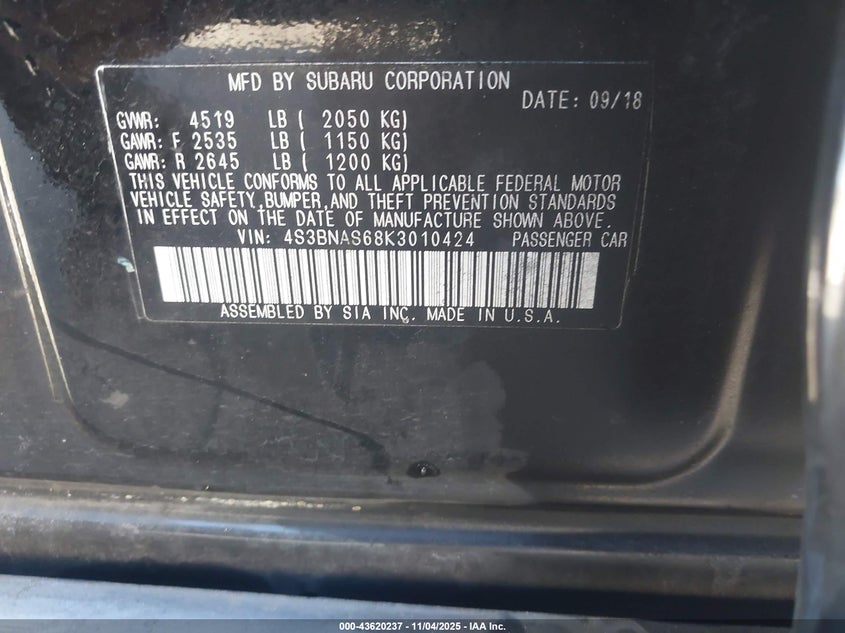 MFD BY SUBARU CORPORATION
DATE: 09/18
GVWR: 4519 LB ( 2050 KG)
GAWR: F 2535 LB ( 1150 KG)
GAWR: R 2645 LB ( 1200 KG)
THIS VEHICLE CONFORMS TO ALL APPLICABLE FEDERAL MOTOR
VEHICLE SAFETY,BUMPER,AND THEFT PREVENTION STANDARDS
IN EFFECT ON THE DATE OF MANUFACTURE SHOWN ABOVE.
VIN: 4S3BNAS68K3010424 PASSENGER CAR
ASSEMBLED BY SIA INC. MADE IN U.S.A.
000-43620237 - 11/04/2025 - IAA Inc.